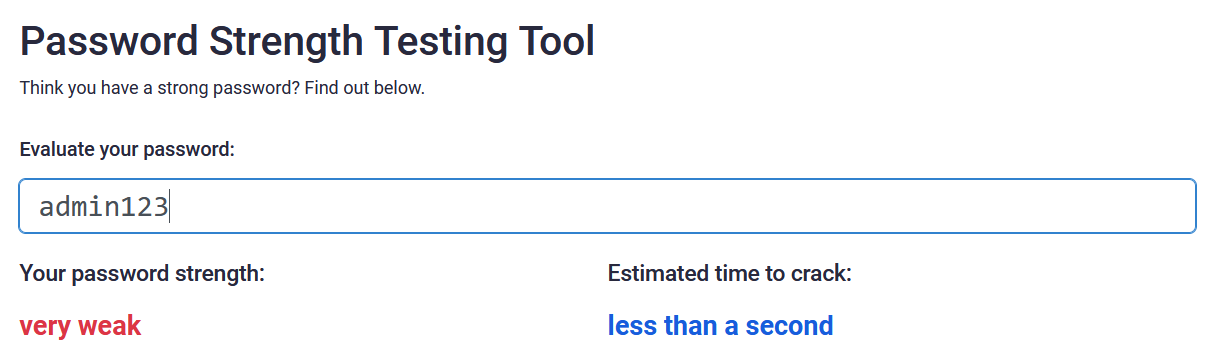 Password Strength Testing Tool
Think you have a strong password? Find out below.
Evaluate your password:
admin123
Your password strength:
Estimated time to crack:
very weak
less than a second